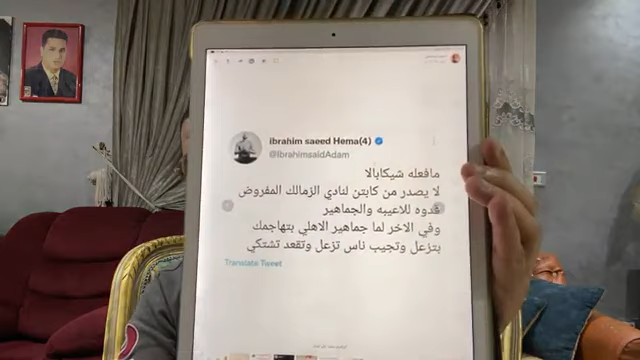 ibrahim saeed Hema(4)
@IbrahimsaidAdam
مافعله شيكابالا
لا يصدر من كابتن لنادي الزمالك المفروض
قدوه للاعيبه والجماهير
وفي الاخر لما جماهير الاهلي بتهاجمك
بتزعل وتجيب ناس تزعل وتقعد تشتكي
Translate Tweet